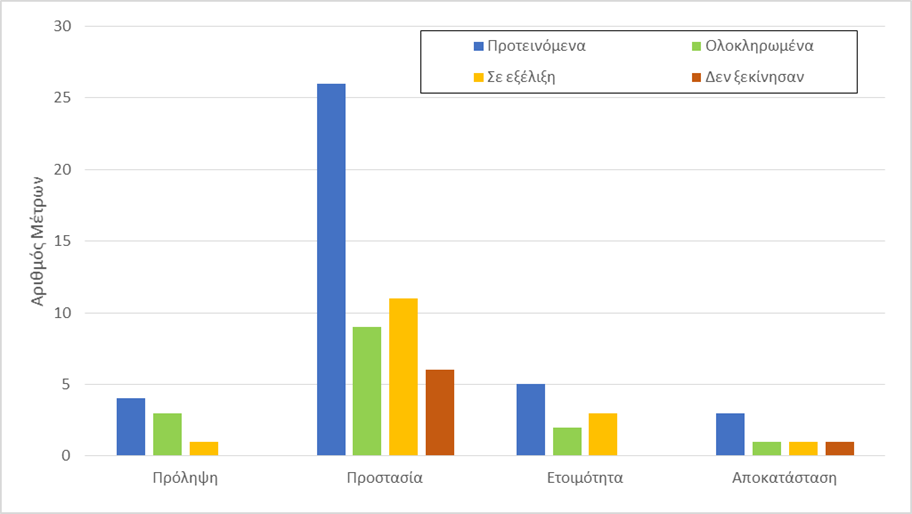 30
Προτεινόμενα Ολοκληρωμένα
Σε εξέλιξη Δεν ξεκίνησαν
25
20
15
10
5
0
Αριθμός Μέτρων
Πρόληψη Προστασία Ετοιμότητα Αποκατάσταση